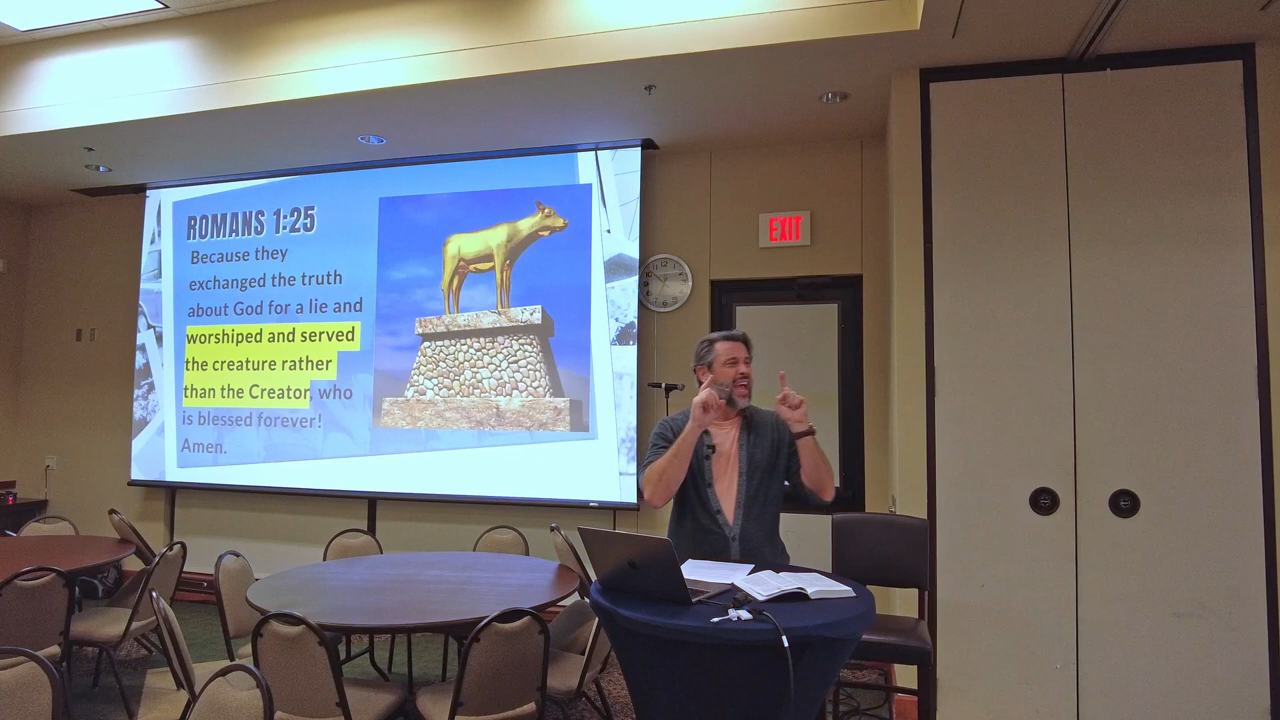 ROMANS 1:25
Because they
exchanged the truth
about God for a lie and
worshiped and served
the creature rather
than the Creator, who
is blessed forever!
Amen.
EXIT